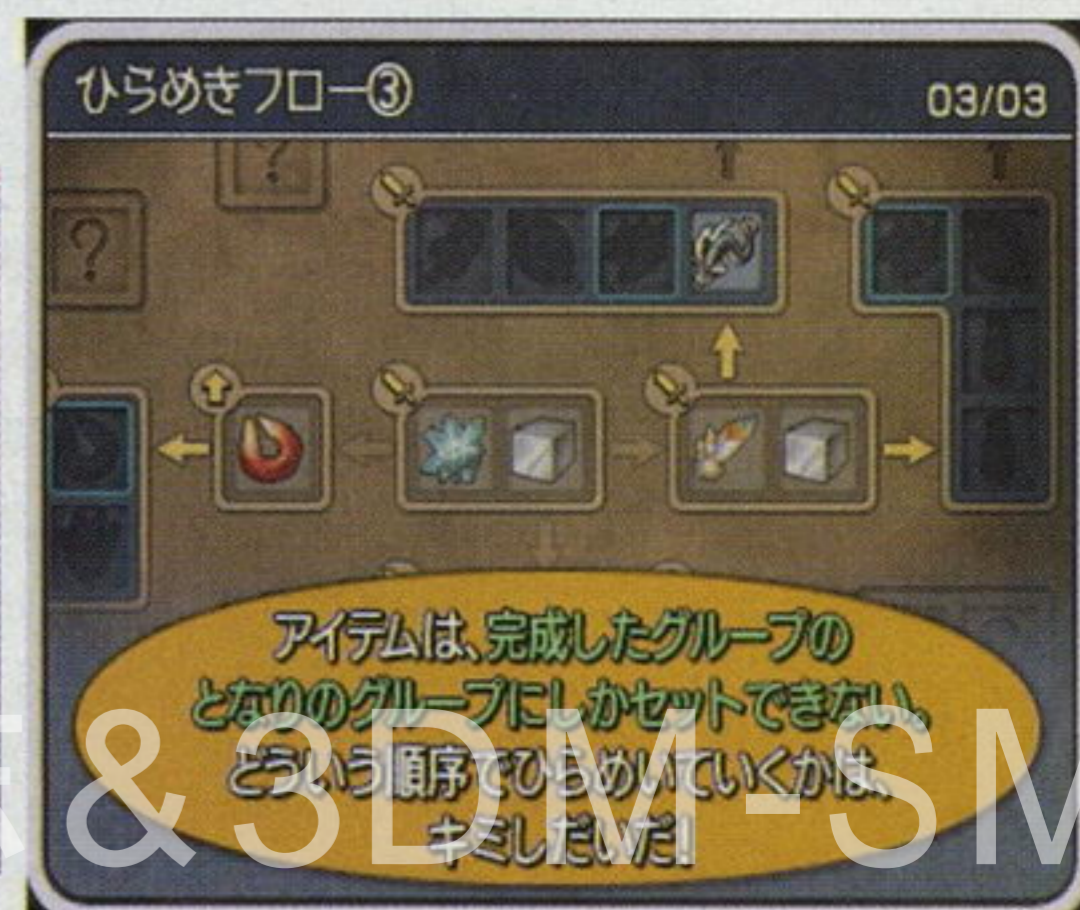 ひらめきフロー③
03/03
?
?
アイテムは、完成したグループの
となりのグループにしかセットできない。
どういう順序でひらめいていくかは、
キミしだいだ!
&3DM-SM